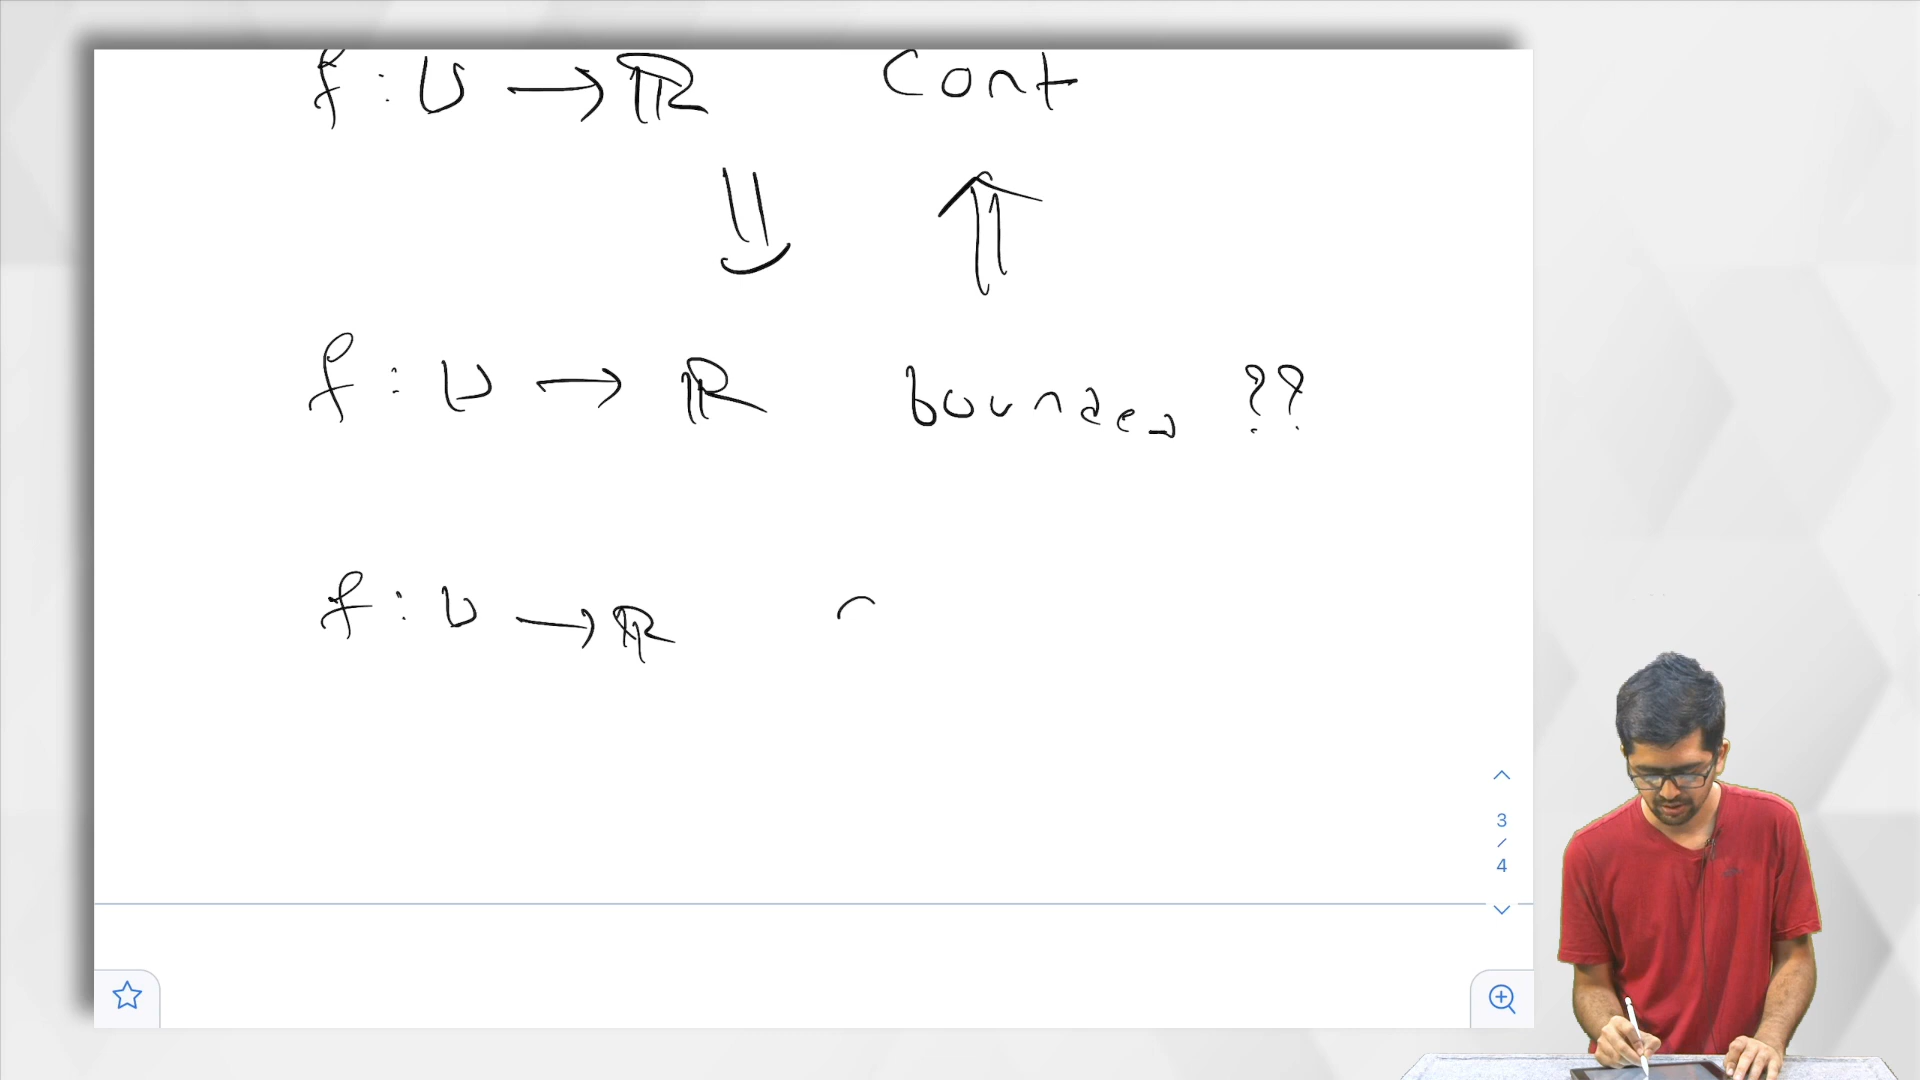 f : U → ℝ cont
⇓ ⇑
f : U → ℝ bounded ??
f : U → ℝ
3
/
4